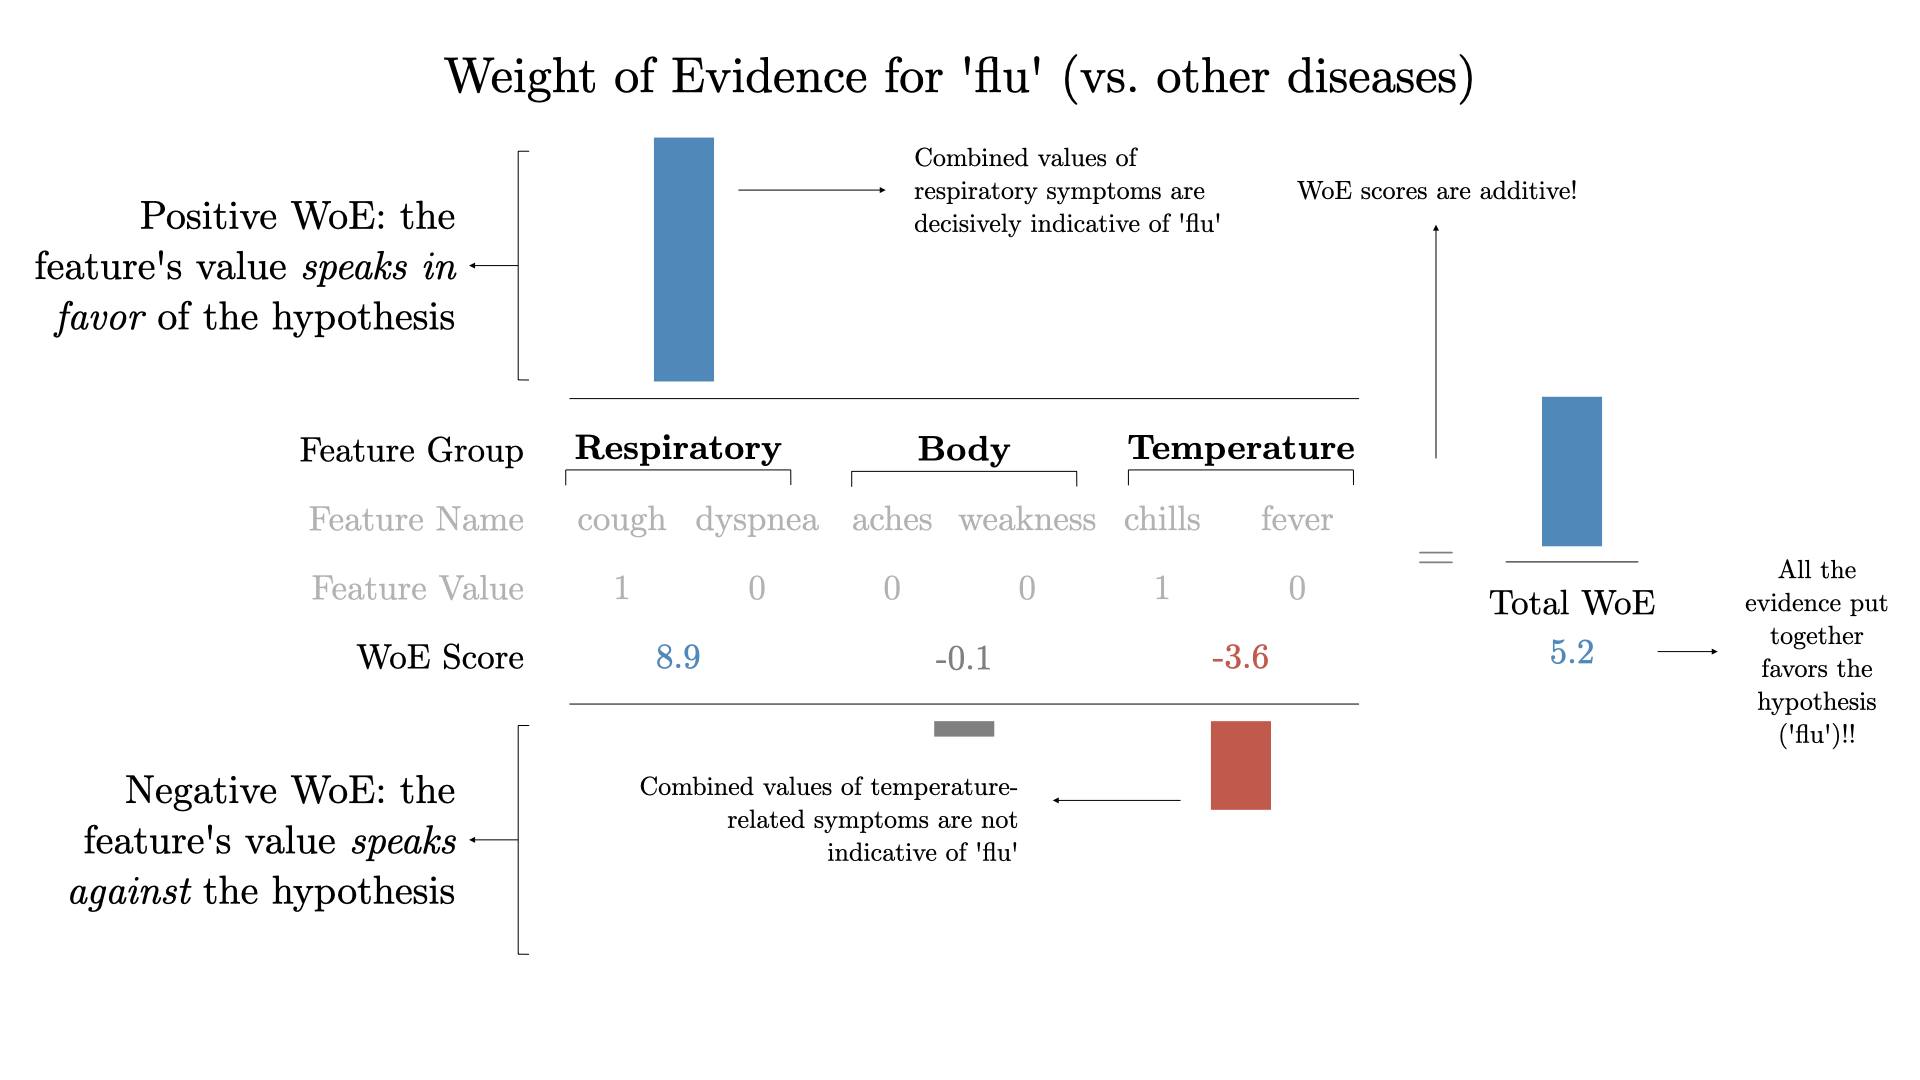 Weight of Evidence for 'flu' (vs. other diseases)
Positive WoE: the
feature's value speaks in
favor of the hypothesis
Combined values of
respiratory symptoms are
decisively indicative of 'flu'
WoE scores are additive!
Feature Group Respiratory Body Temperature
Feature Name cough dyspnea aches weakness chills fever
Feature Value 1 0 0 0 1 0
WoE Score 8.9 -0.1 -3.6
=
Total WoE
5.2
All the
evidence put
together
favors the
hypothesis
('flu')!!
Negative WoE: the
feature's value speaks
against the hypothesis
Combined values of temperature-
related symptoms are not
indicative of 'flu'